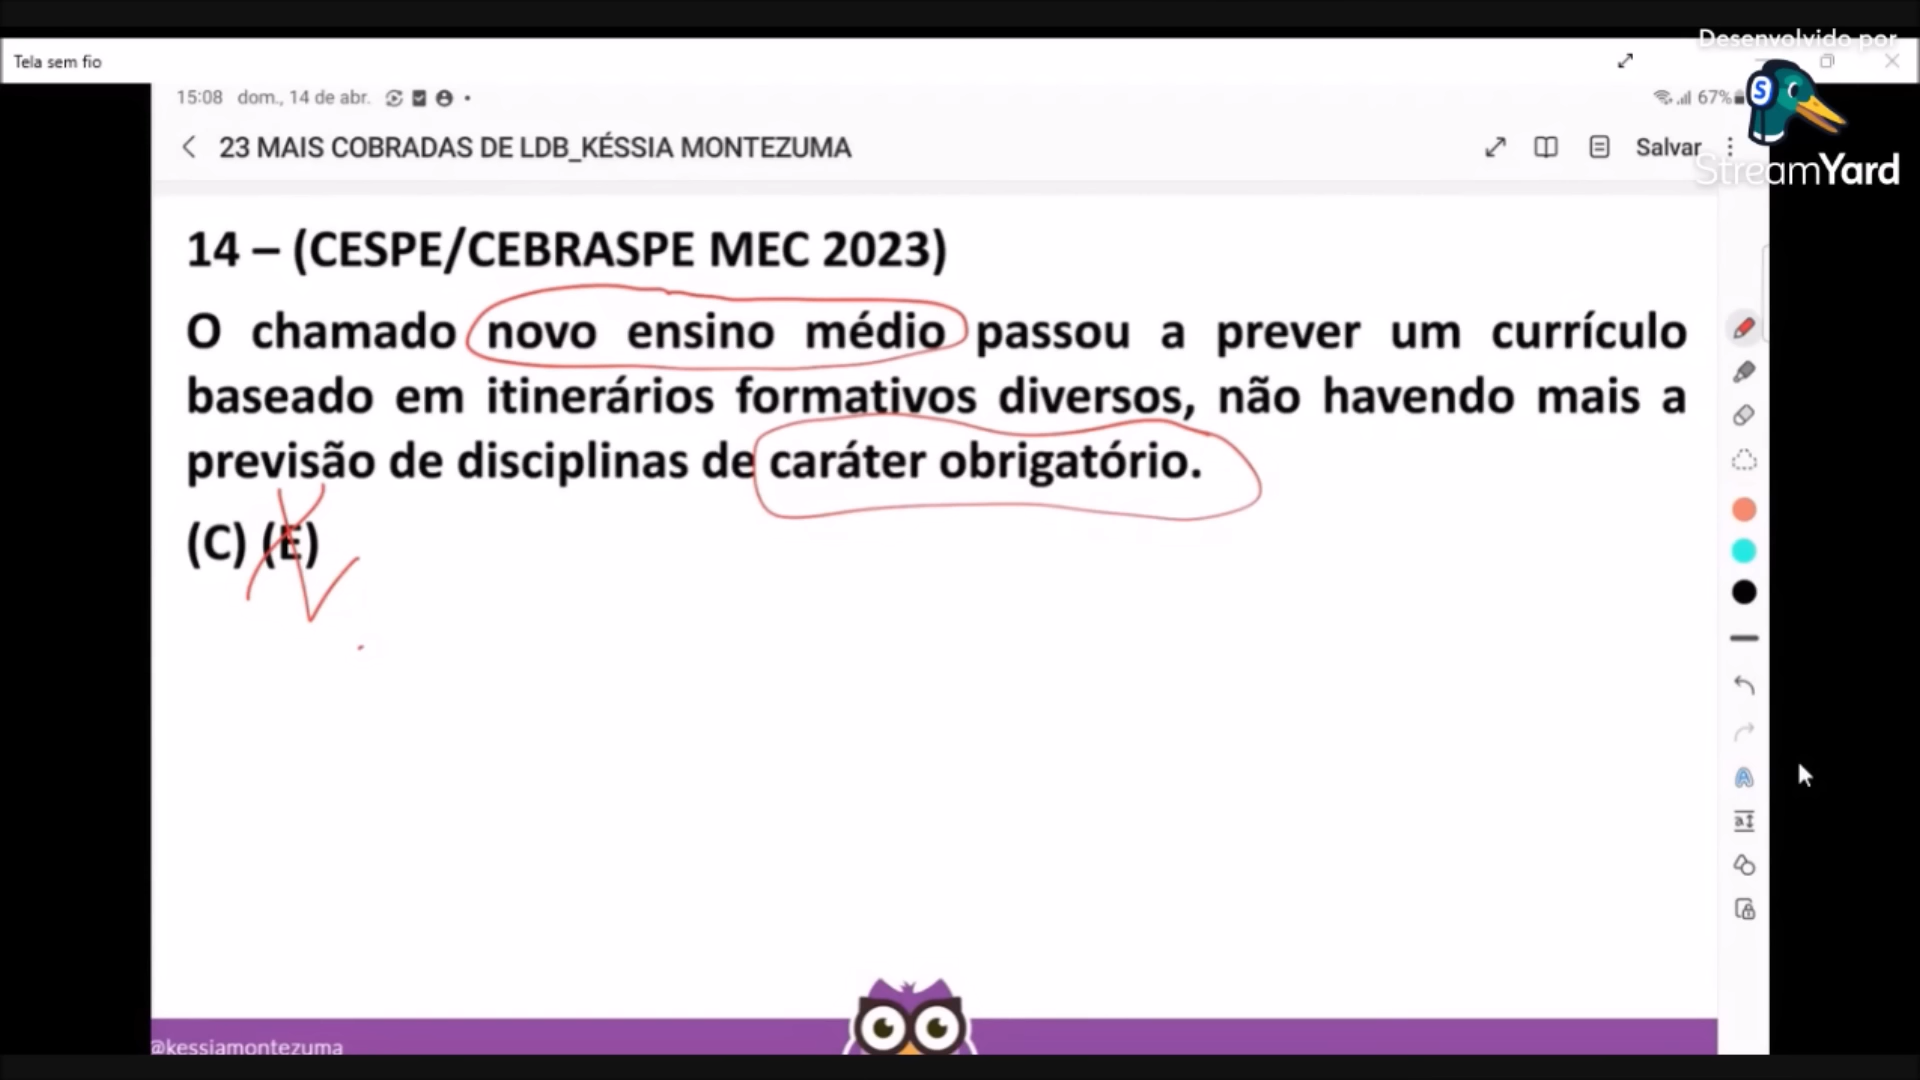 Desenvolvido por
Tela sem fio
15:08 dom., 14 de abr.
67%
StreamYard
23 MAIS COBRADAS DE LDB_KÉSSIA MONTEZUMA
Salvar
14 – (CESPE/CEBRASPE MEC 2023)
O chamado novo ensino médio passou a prever um currículo
baseado em itinerários formativos diversos, não havendo mais a
previsão de disciplinas de caráter obrigatório.
(C) (E)
@kessiamontezuma